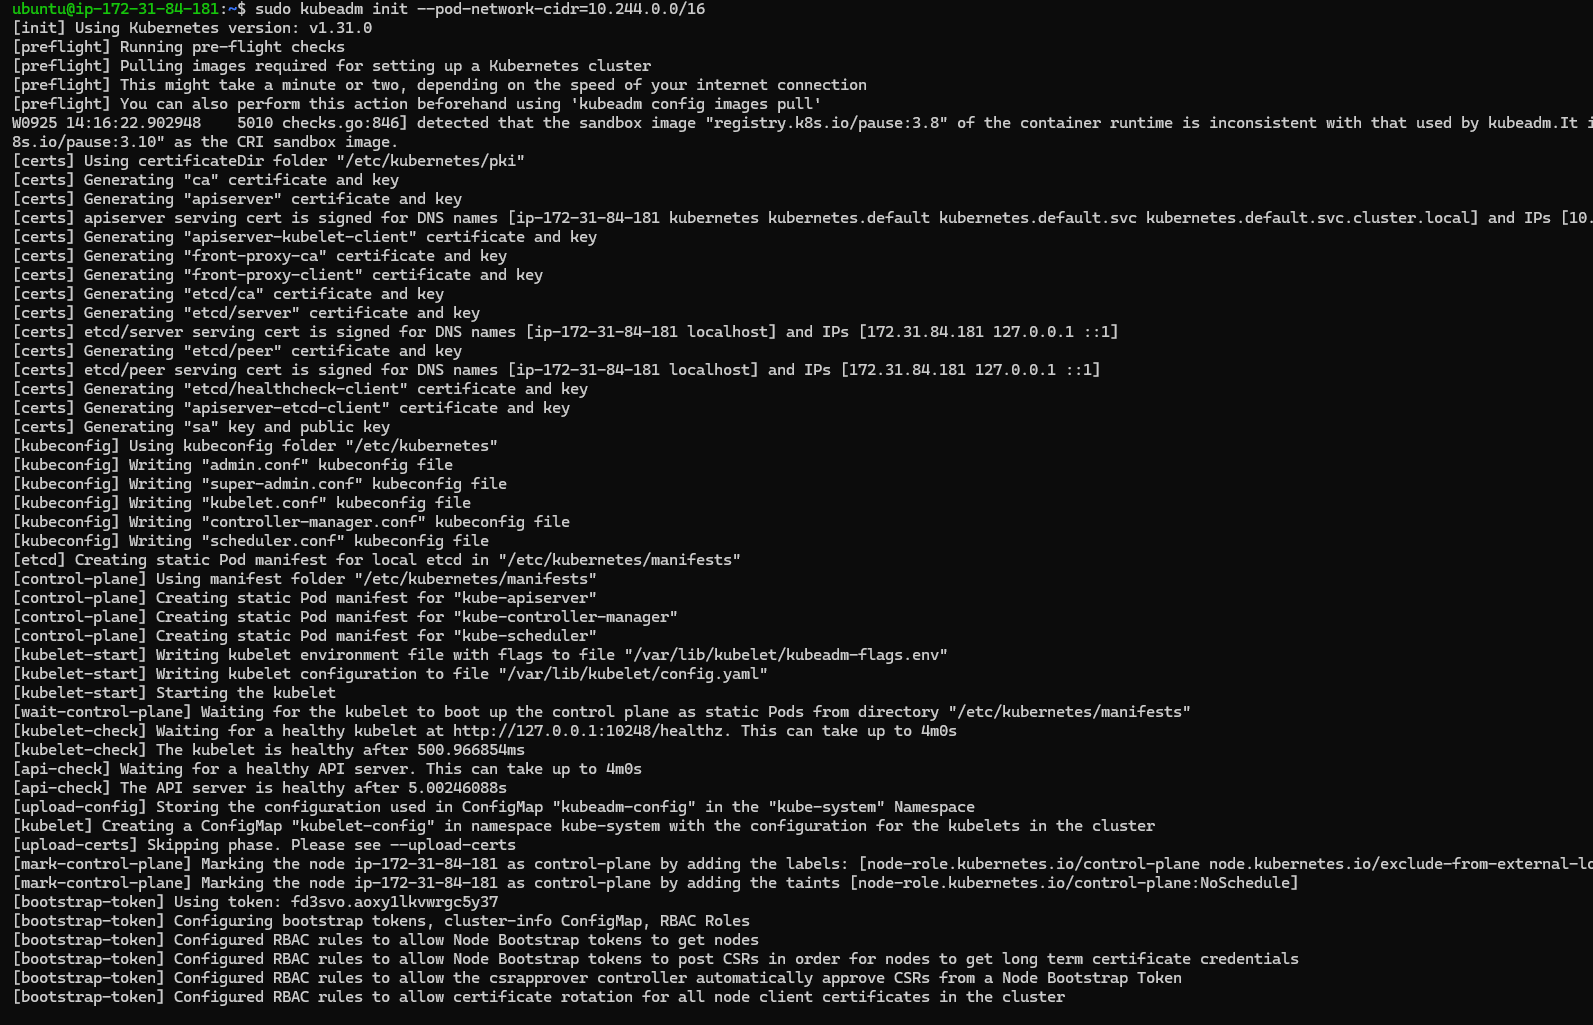 ubuntu@ip-172-31-84-181:~$ sudo kubeadm init --pod-network-cidr=10.244.0.0/16
[init] Using Kubernetes version: v1.31.0
[preflight] Running pre-flight checks
[preflight] Pulling images required for setting up a Kubernetes cluster
[preflight] This might take a minute or two, depending on the speed of your internet connection
[preflight] You can also perform this action beforehand using 'kubeadm config images pull'
W0925 14:16:22.902948    5010 checks.go:846] detected that the sandbox image "registry.k8s.io/pause:3.8" of the container runtime is inconsistent with that used by kubeadm.It i
8s.io/pause:3.10" as the CRI sandbox image.
[certs] Using certificateDir folder "/etc/kubernetes/pki"
[certs] Generating "ca" certificate and key
[certs] Generating "apiserver" certificate and key
[certs] apiserver serving cert is signed for DNS names [ip-172-31-84-181 kubernetes kubernetes.default kubernetes.default.svc kubernetes.default.svc.cluster.local] and IPs [10.
[certs] Generating "apiserver-kubelet-client" certificate and key
[certs] Generating "front-proxy-ca" certificate and key
[certs] Generating "front-proxy-client" certificate and key
[certs] Generating "etcd/ca" certificate and key
[certs] Generating "etcd/server" certificate and key
[certs] etcd/server serving cert is signed for DNS names [ip-172-31-84-181 localhost] and IPs [172.31.84.181 127.0.0.1 ::1]
[certs] Generating "etcd/peer" certificate and key
[certs] etcd/peer serving cert is signed for DNS names [ip-172-31-84-181 localhost] and IPs [172.31.84.181 127.0.0.1 ::1]
[certs] Generating "etcd/healthcheck-client" certificate and key
[certs] Generating "apiserver-etcd-client" certificate and key
[certs] Generating "sa" key and public key
[kubeconfig] Using kubeconfig folder "/etc/kubernetes"
[kubeconfig] Writing "admin.conf" kubeconfig file
[kubeconfig] Writing "super-admin.conf" kubeconfig file
[kubeconfig] Writing "kubelet.conf" kubeconfig file
[kubeconfig] Writing "controller-manager.conf" kubeconfig file
[kubeconfig] Writing "scheduler.conf" kubeconfig file
[etcd] Creating static Pod manifest for local etcd in "/etc/kubernetes/manifests"
[control-plane] Using manifest folder "/etc/kubernetes/manifests"
[control-plane] Creating static Pod manifest for "kube-apiserver"
[control-plane] Creating static Pod manifest for "kube-controller-manager"
[control-plane] Creating static Pod manifest for "kube-scheduler"
[kubelet-start] Writing kubelet environment file with flags to file "/var/lib/kubelet/kubeadm-flags.env"
[kubelet-start] Writing kubelet configuration to file "/var/lib/kubelet/config.yaml"
[kubelet-start] Starting the kubelet
[wait-control-plane] Waiting for the kubelet to boot up the control plane as static Pods from directory "/etc/kubernetes/manifests"
[kubelet-check] Waiting for a healthy kubelet at http://127.0.0.1:10248/healthz. This can take up to 4m0s
[kubelet-check] The kubelet is healthy after 500.966854ms
[api-check] Waiting for a healthy API server. This can take up to 4m0s
[api-check] The API server is healthy after 5.00246088s
[upload-config] Storing the configuration used in ConfigMap "kubeadm-config" in the "kube-system" Namespace
[kubelet] Creating a ConfigMap "kubelet-config" in namespace kube-system with the configuration for the kubelets in the cluster
[upload-certs] Skipping phase. Please see --upload-certs
[mark-control-plane] Marking the node ip-172-31-84-181 as control-plane by adding the labels: [node-role.kubernetes.io/control-plane node.kubernetes.io/exclude-from-external-lo
[mark-control-plane] Marking the node ip-172-31-84-181 as control-plane by adding the taints [node-role.kubernetes.io/control-plane:NoSchedule]
[bootstrap-token] Using token: fd3svo.aoxy1lkvwrgc5y37
[bootstrap-token] Configuring bootstrap tokens, cluster-info ConfigMap, RBAC Roles
[bootstrap-token] Configured RBAC rules to allow Node Bootstrap tokens to get nodes
[bootstrap-token] Configured RBAC rules to allow Node Bootstrap tokens to post CSRs in order for nodes to get long term certificate credentials
[bootstrap-token] Configured RBAC rules to allow the csrapprover controller automatically approve CSRs from a Node Bootstrap Token
[bootstrap-token] Configured RBAC rules to allow certificate rotation for all node client certificates in the cluster